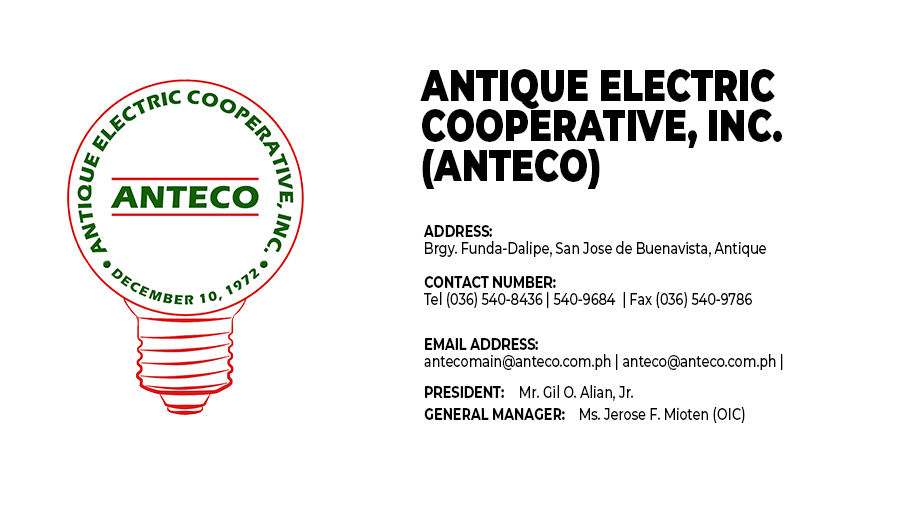 ANTIQUE ELECTRIC COOPERATIVE, INC.
ANTECO
• DECEMBER 10, 1972 •
ANTIQUE ELECTRIC
COOPERATIVE, INC.
(ANTECO)
ADDRESS:
Brgy. Funda-Dalipe, San Jose de Buenavista, Antique
CONTACT NUMBER:
Tel (036) 540-8436 | 540-9684 | Fax (036) 540-9786
EMAIL ADDRESS:
antecomain@anteco.com.ph | anteco@anteco.com.ph |
PRESIDENT: Mr. Gil O. Alian, Jr.
GENERAL MANAGER: Ms. Jerose F. Mioten (OIC)